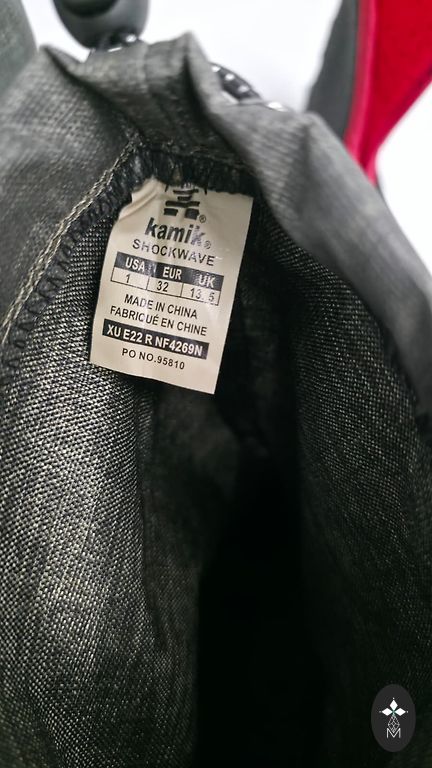 ®
kamik®
SHOCKWAVE
USA EUR UK
1 32 13.5
MADE IN CHINA
FABRIQUÉ EN CHINE
XU E22 R NF4269N
PO NO.95810
M